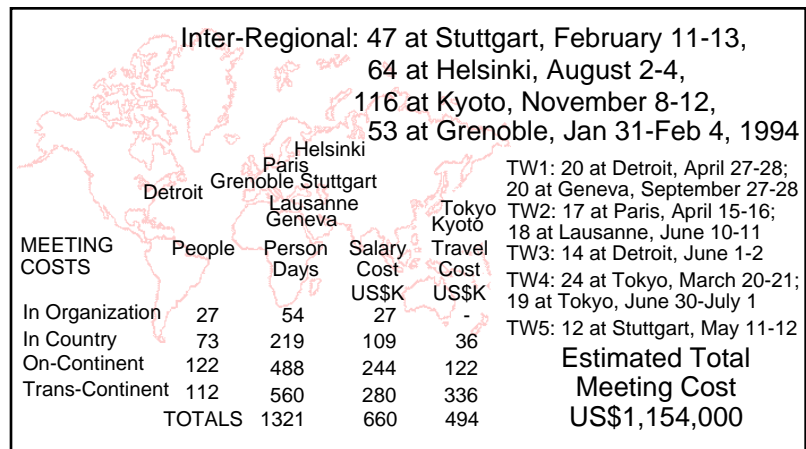 Inter-Regional: 47 at Stuttgart, February 11-13,
64 at Helsinki, August 2-4,
116 at Kyoto, November 8-12,
53 at Grenoble, Jan 31-Feb 4, 1994
Helsinki
Paris
Grenoble Stuttgart
Detroit
Lausanne
Geneva
Tokyo
Kyoto
TW1: 20 at Detroit, April 27-28;
20 at Geneva, September 27-28
TW2: 17 at Paris, April 15-16;
18 at Lausanne, June 10-11
TW3: 14 at Detroit, June 1-2
TW4: 24 at Tokyo, March 20-21;
19 at Tokyo, June 30-July 1
TW5: 12 at Stuttgart, May 11-12
MEETING People Person Salary Travel
COSTS Days Cost Cost
US$K US$K
In Organization 27 54 27 -
In Country 73 219 109 36
On-Continent 122 488 244 122
Trans-Continent 112 560 280 336
TOTALS 1321 660 494
Estimated Total
Meeting Cost
US$1,154,000